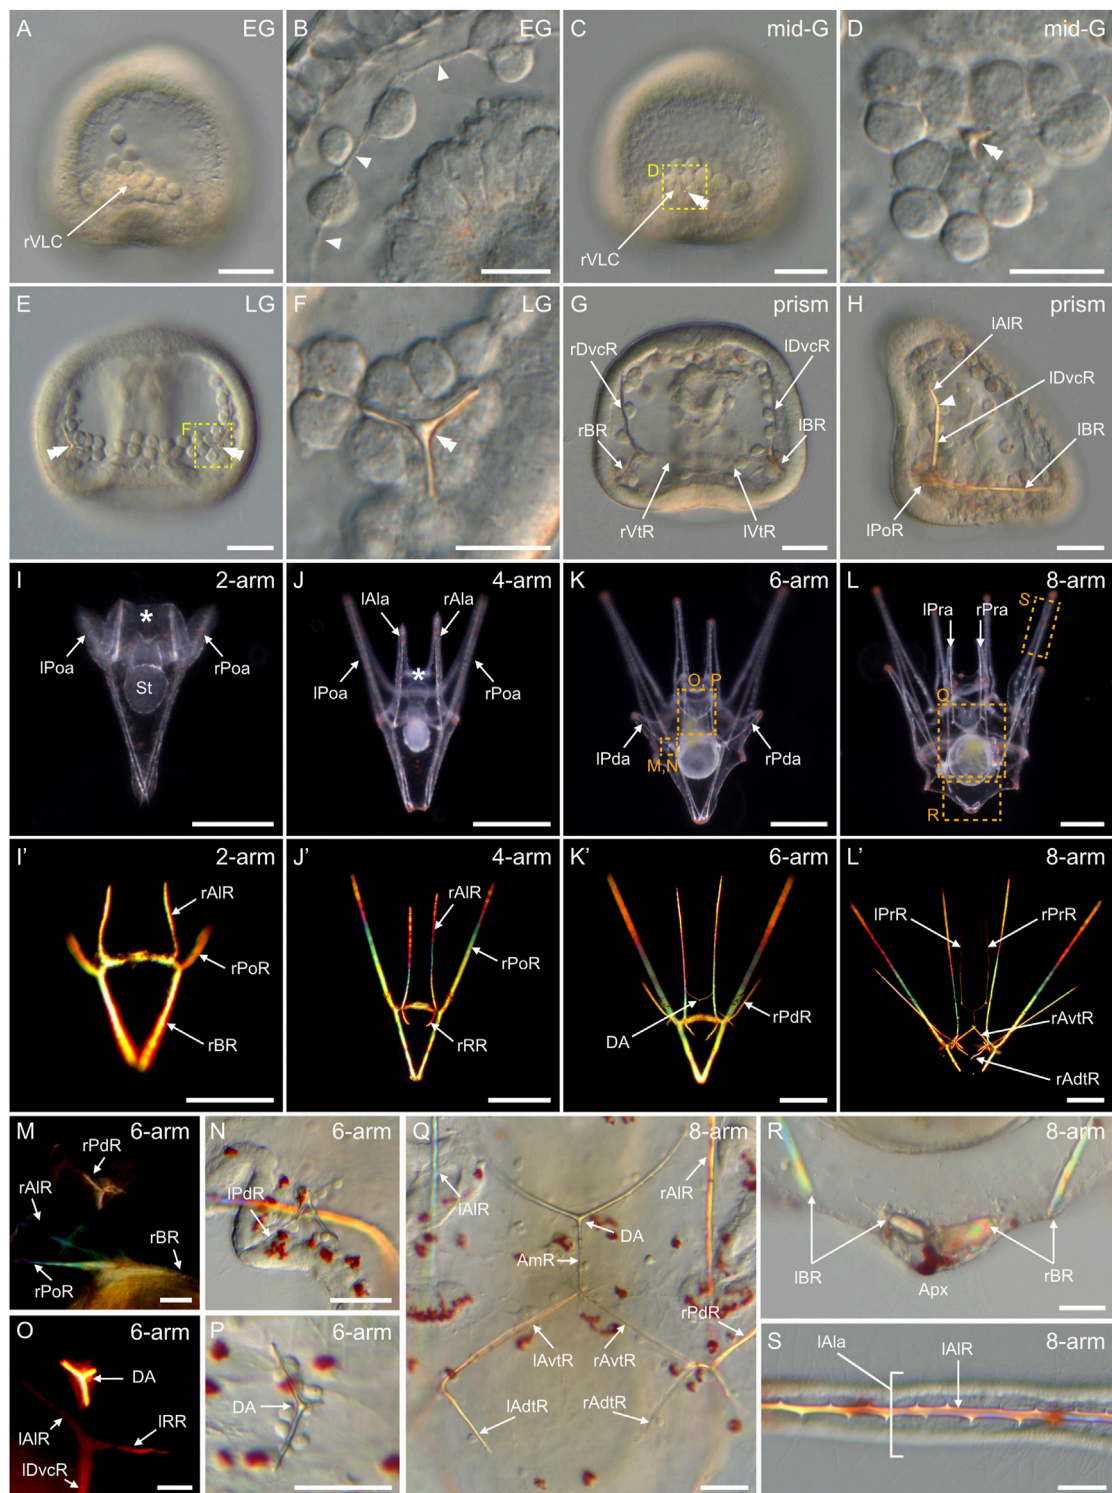 A EG
B EG
C mid-G
D mid-G
rVLC
D
rVLC
E LG
F LG
G prism
H prism
F
rDvcR
lDvcR
rBR
lBR
rVtR
lVtR
lAlR
lDvcR
lBR
lPoR
I 2-arm
J 4-arm
K 6-arm
L 8-arm
*
lPoa
rPoa
St
lAla
rAla
*
lPoa
rPoa
O, P
lPda
rPda
M,N
lPra
rPra
S
Q
R
I' 2-arm
J' 4-arm
K' 6-arm
L' 8-arm
rAlR
rPoR
rBR
rAlR
rPoR
rRR
DA
rPdR
lPrR
rPrR
rAvtR
rAdtR
M 6-arm
rPdR
rAlR
rBR
rPoR
N 6-arm
lPdR
O 6-arm
DA
lAlR
lRR
lDvcR
P 6-arm
DA
Q 8-arm
lAlR
rAlR
DA
AmR
rPdR
lAvtR
rAvtR
lAdtR
rAdtR
R 8-arm
lBR
Apx
rBR
S 8-arm
lAla
lAlR